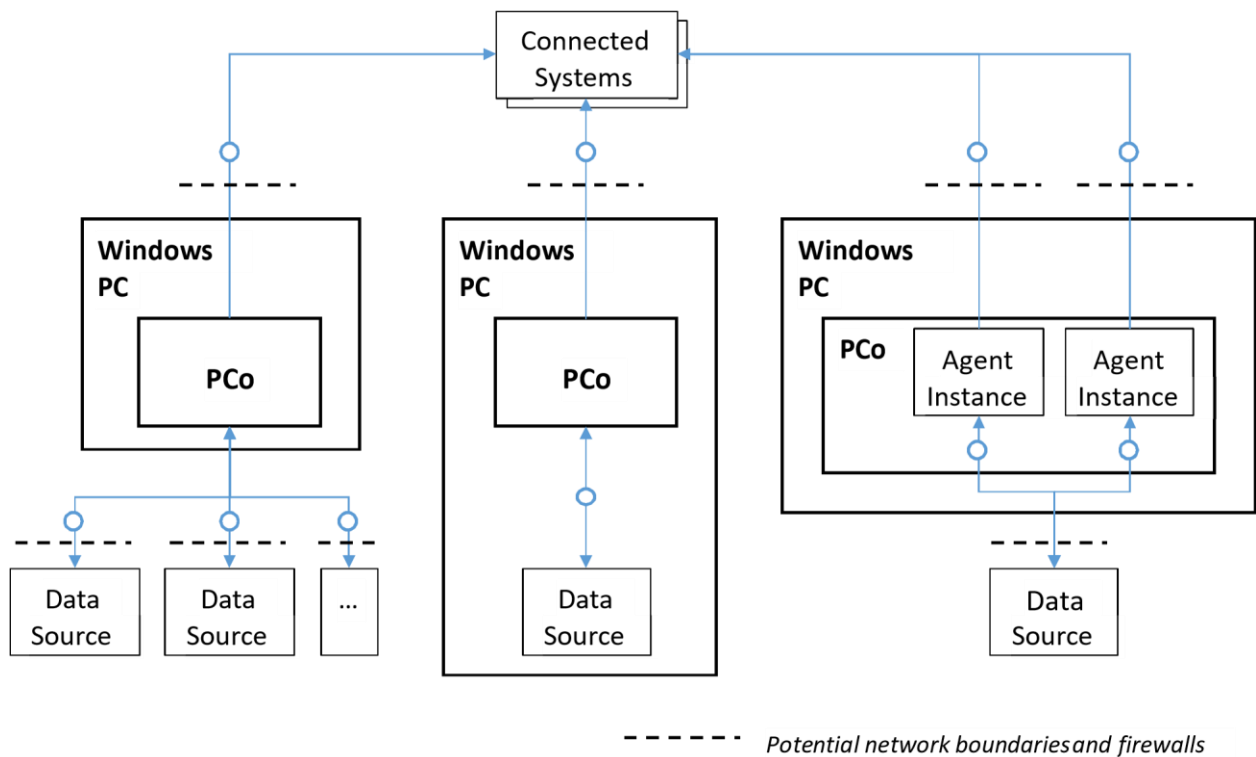 Connected
Systems
Windows
PC
PCo
Windows
PC
PCo
Windows
PC
PCo
Agent
Instance
Agent
Instance
Data
Source
Data
Source
...
Data
Source
Data
Source
Potential network boundaries and firewalls